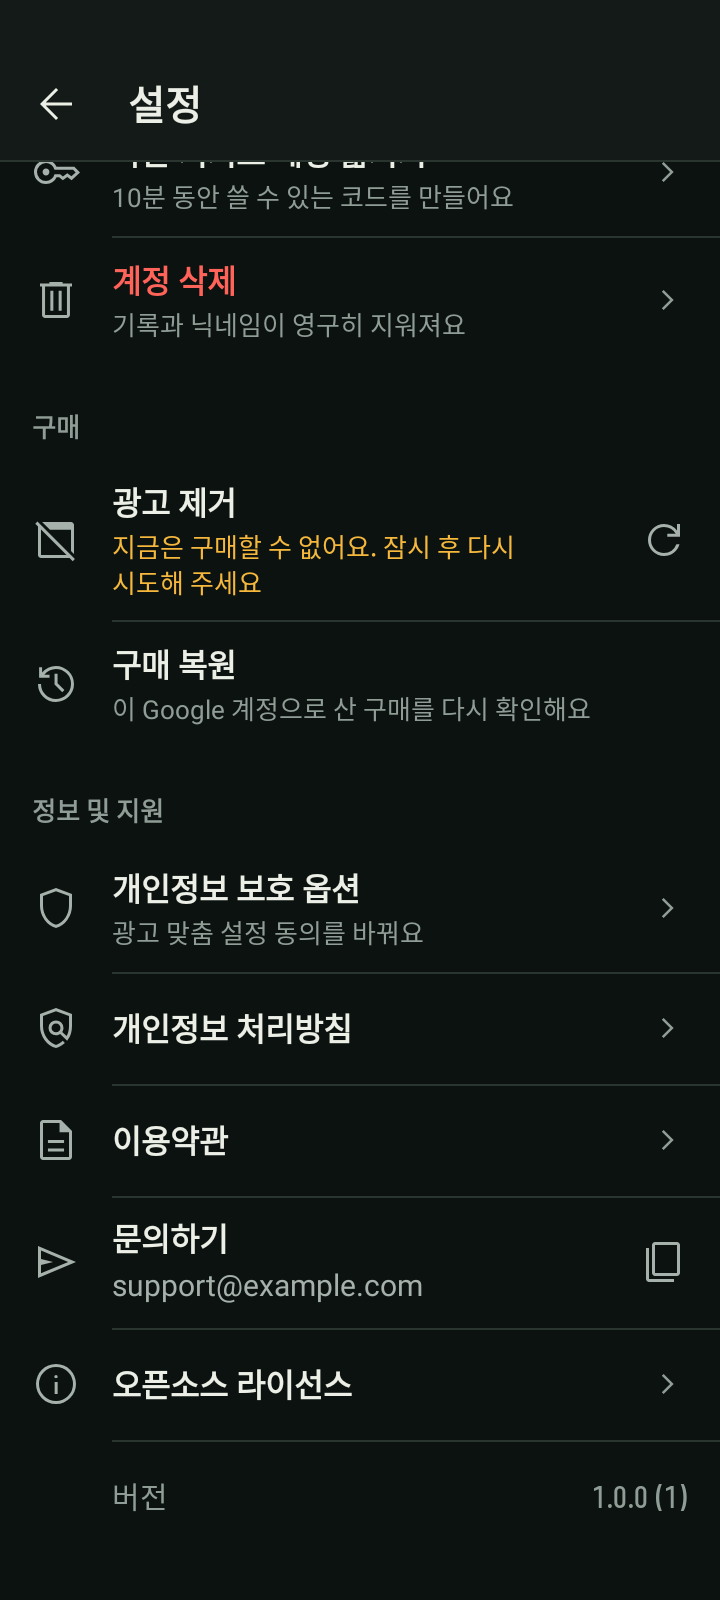 설정
10분 동안 쓸 수 있는 코드를 만들어요
계정 삭제
기록과 닉네임이 영구히 지워져요
구매
광고 제거
지금은 구매할 수 없어요. 잠시 후 다시
시도해 주세요
구매 복원
이 Google 계정으로 산 구매를 다시 확인해요
정보 및 지원
개인정보 보호 옵션
광고 맞춤 설정 동의를 바꿔요
개인정보 처리방침
이용약관
문의하기
support@example.com
오픈소스 라이선스
버전 1.0.0 (1)